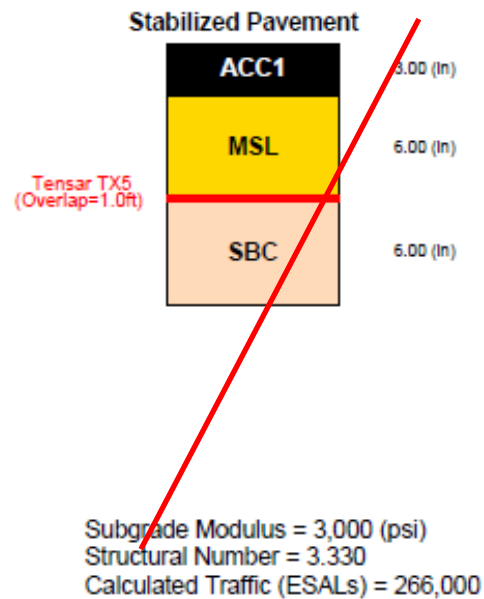 Stabilized Pavement
ACC1
3.00 (in)
MSL
6.00 (in)
Tensar TX5
(Overlap=1.0ft)
SBC
6.00 (in)
Subgrade Modulus = 3,000 (psi)
Structural Number = 3.330
Calculated Traffic (ESALs) = 266,000